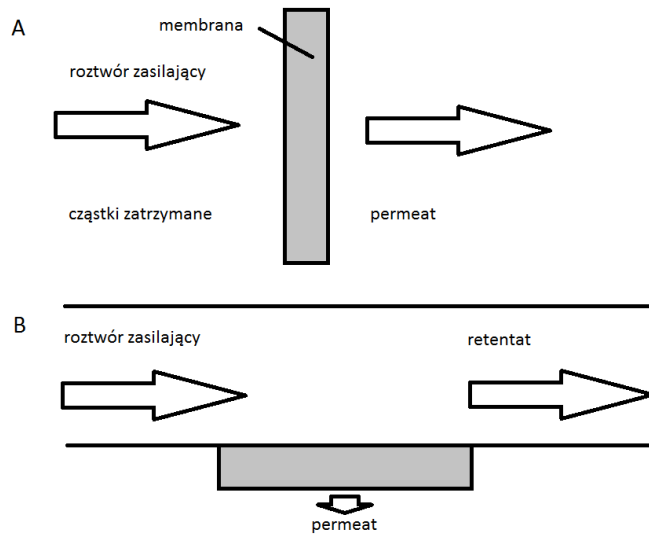 A
membrana
roztwór zasilający
cząstki zatrzymane
permeat
B
roztwór zasilający
retentat
permeat